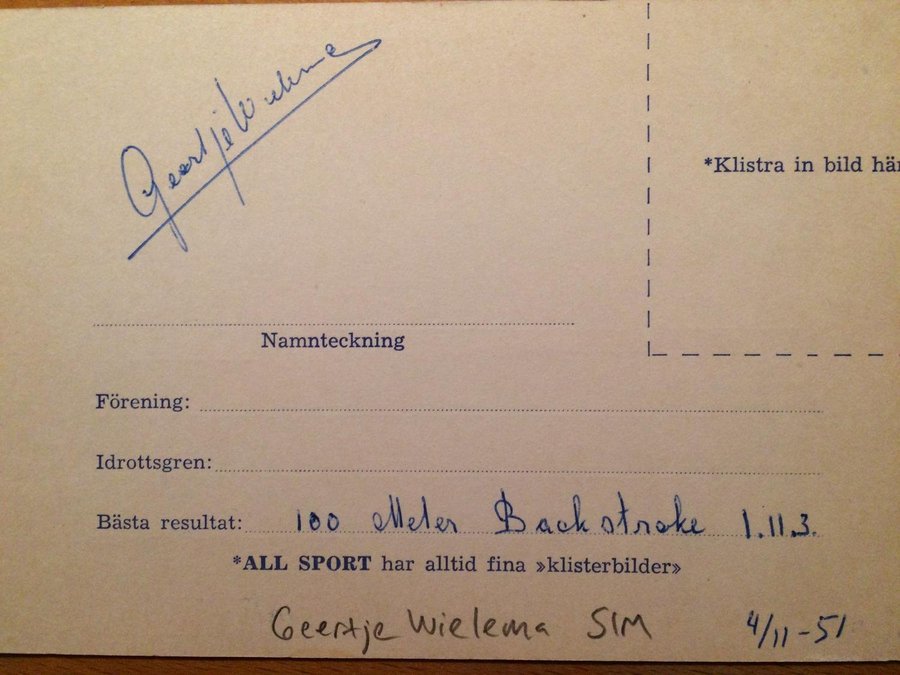 Geertje Wielema
*Klistra in bild här
Namnteckning
Förening:
Idrottsgren:
Bästa resultat: 100 Meter Backstroke 1.11.3.
*ALL SPORT har alltid fina »klisterbilder»
Geertje Wielema SIM 4/11-51